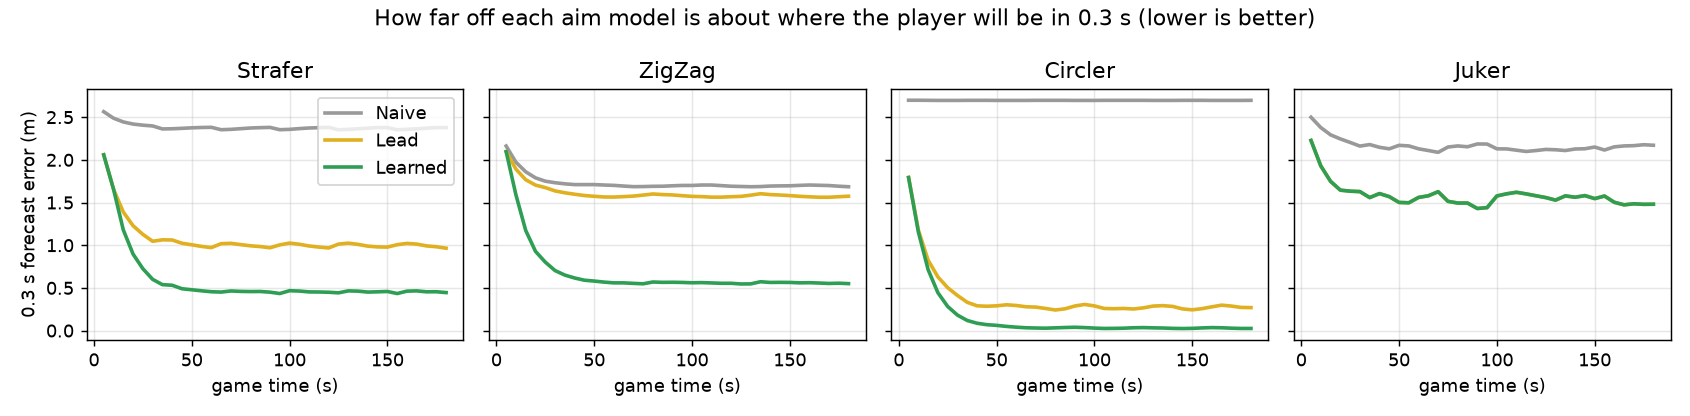 How far off each aim model is about where the player will be in 0.3 s (lower is better)
Strafer
ZigZag
Circler
Juker
Naive
Lead
Learned
0.3 s forecast error (m)
2.5
2.0
1.5
1.0
0.5
0.0
0 50 100 150
0 50 100 150
0 50 100 150
0 50 100 150
game time (s)
game time (s)
game time (s)
game time (s)